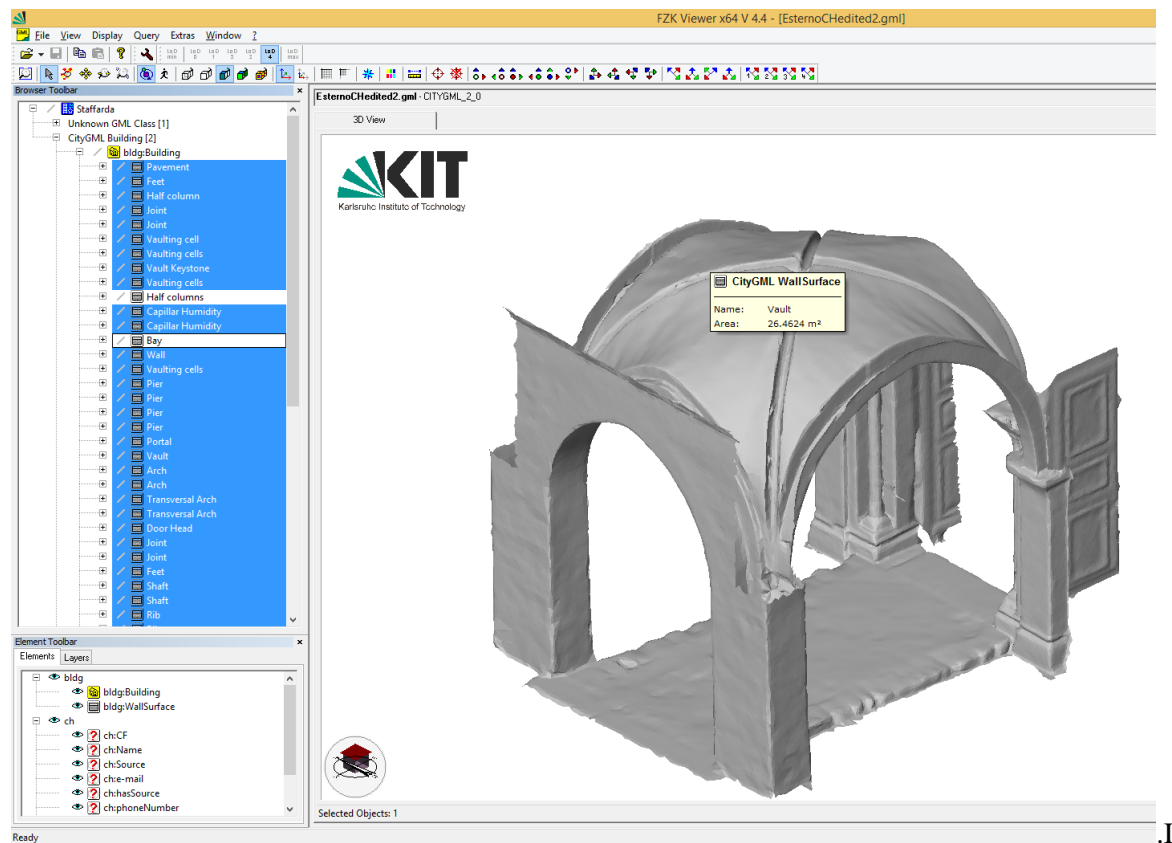 FZK Viewer x64 V 4.4 - [EsternoCHedited2.gml]
File View Display Query Extras Window ?
Browser Toolbar
Staffarda
Unknown GML Class [1]
CityGML Building [2]
bldg:Building
Pavement
Feet
Half column
Joint
Joint
Vaulting cell
Vaulting cells
Vault Keystone
Vaulting cells
Half columns
Capillar Humidity
Capillar Humidity
Bay
Wall
Vaulting cells
Pier
Pier
Pier
Pier
Portal
Vault
Arch
Arch
Transversal Arch
Transversal Arch
Door Head
Joint
Joint
Feet
Shaft
Shaft
Rib
Element Toolbar
Elements Layers
bldg
bldg:Building
bldg:WallSurface
ch
ch:CF
ch:Name
ch:Source
ch:e-mail
ch:hasSource
ch:phoneNumber
Ready
EsternoCHedited2.gml - CITYGML_2_0
3D View
KIT
Karlsruhe Institute of Technology
CityGML WallSurface
Name: Vault
Area: 26.4624 m²
Selected Objects: 1
.I